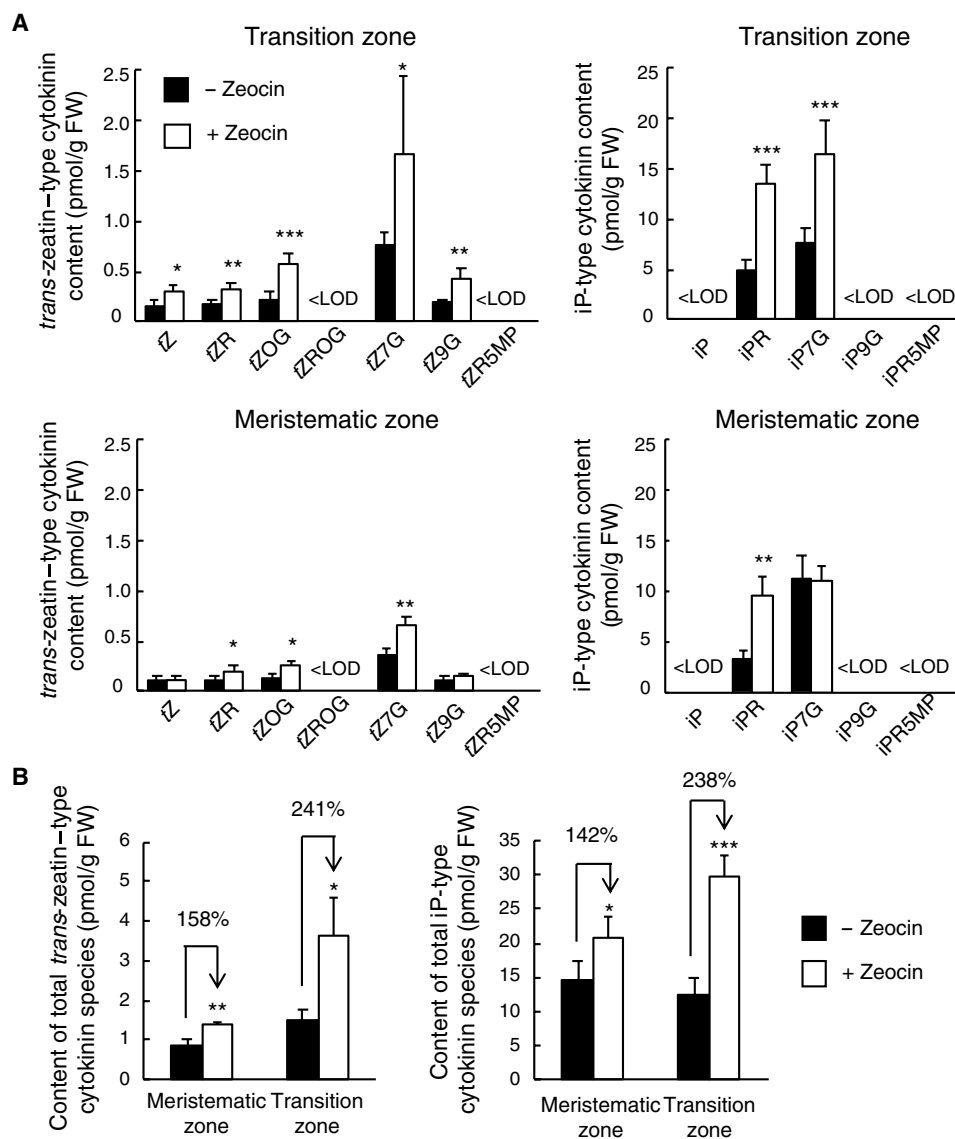 A
Transition zone
trans-zeatin–type cytokinin
content (pmol/g FW)
2.5
2.0
1.5
1.0
0.5
0
– Zeocin
+ Zeocin
*
**
***
<LOD
*
**
<LOD
tZ
tZR
tZOG
tZROG
tZ7G
tZ9G
tZR5MP
Transition zone
iP-type cytokinin content
(pmol/g FW)
25
20
15
10
5
0
<LOD
***
***
<LOD
<LOD
iP
iPR
iP7G
iP9G
iPR5MP
Meristematic zone
trans-zeatin–type cytokinin
content (pmol/g FW)
2.5
2.0
1.5
1.0
0.5
0
*
*
<LOD
**
<LOD
tZ
tZR
tZOG
tZROG
tZ7G
tZ9G
tZR5MP
Meristematic zone
iP-type cytokinin content
(pmol/g FW)
25
20
15
10
5
0
<LOD
**
<LOD
<LOD
iP
iPR
iP7G
iP9G
iPR5MP
B
Content of total trans-zeatin–type
cytokinin species (pmol/g FW)
6
5
4
3
2
1
0
158%
**
241%
*
Meristematic zone
Transition zone
Content of total iP-type
cytokinin species (pmol/g FW)
35
30
25
20
15
10
5
0
142%
*
238%
***
Meristematic zone
Transition zone
– Zeocin
+ Zeocin